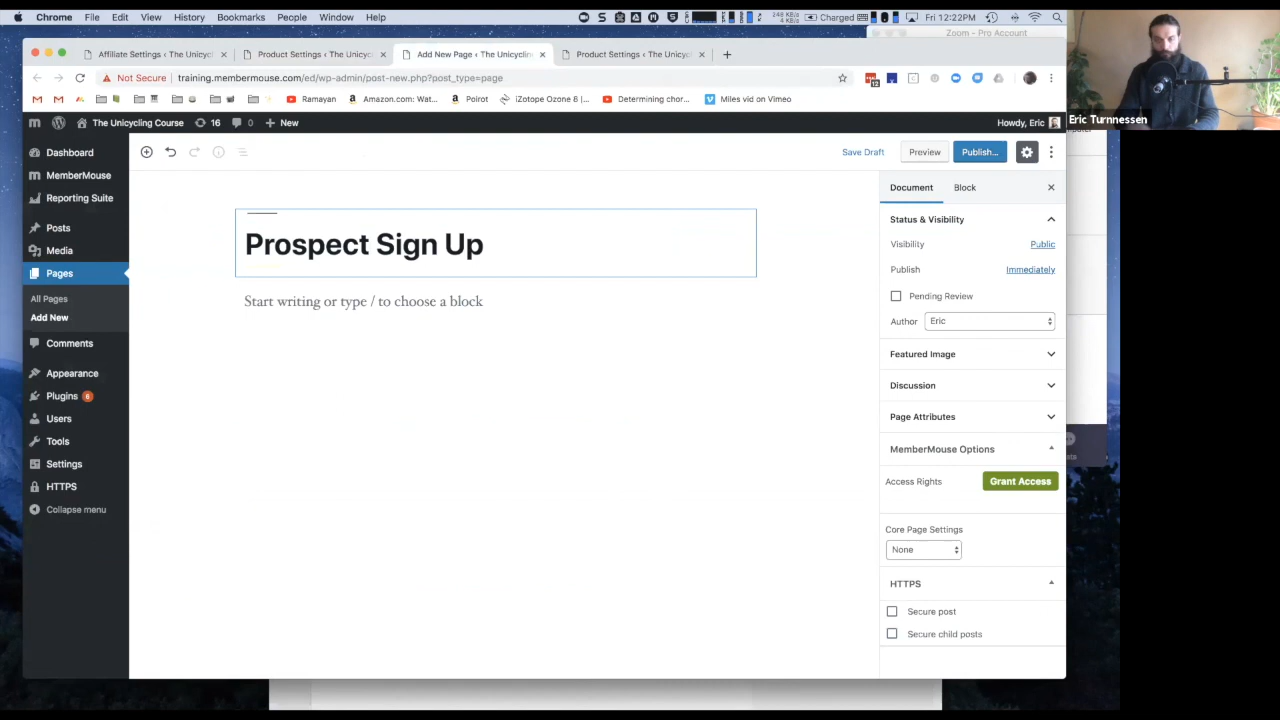 Chrome File Edit View History Bookmarks People Window Help
248 KB/s
4 KB/s
Charged
Fri 12:22PM
Zoom - Pro Account
Affiliate Settings ‹ The Unicycl
Product Settings ‹ The Unicyc
Add New Page ‹ The Unicyclin
Product Settings ‹ The Unicyc
Not Secure
training.membermouse.com/ed/wp-admin/post-new.php?post_type=page
12
Ramayan
Amazon.com: Wat...
Poirot
iZotope Ozone 6 |...
Determining chor...
Miles vid on Vimeo
Eric Turnnessen
The Unicycling Course
16
0
New
Howdy, Eric
Dashboard
MemberMouse
Reporting Suite
Posts
Media
Pages
All Pages
Add New
Comments
Appearance
Plugins 6
Users
Tools
Settings
HTTPS
Collapse menu
Save Draft
Preview
Publish...
Prospect Sign Up
Start writing or type / to choose a block
Document
Block
Status & Visibility
Visibility
Public
Publish
Immediately
Pending Review
Author
Eric
Featured Image
Discussion
Page Attributes
MemberMouse Options
Access Rights
Grant Access
Core Page Settings
None
HTTPS
Secure post
Secure child posts